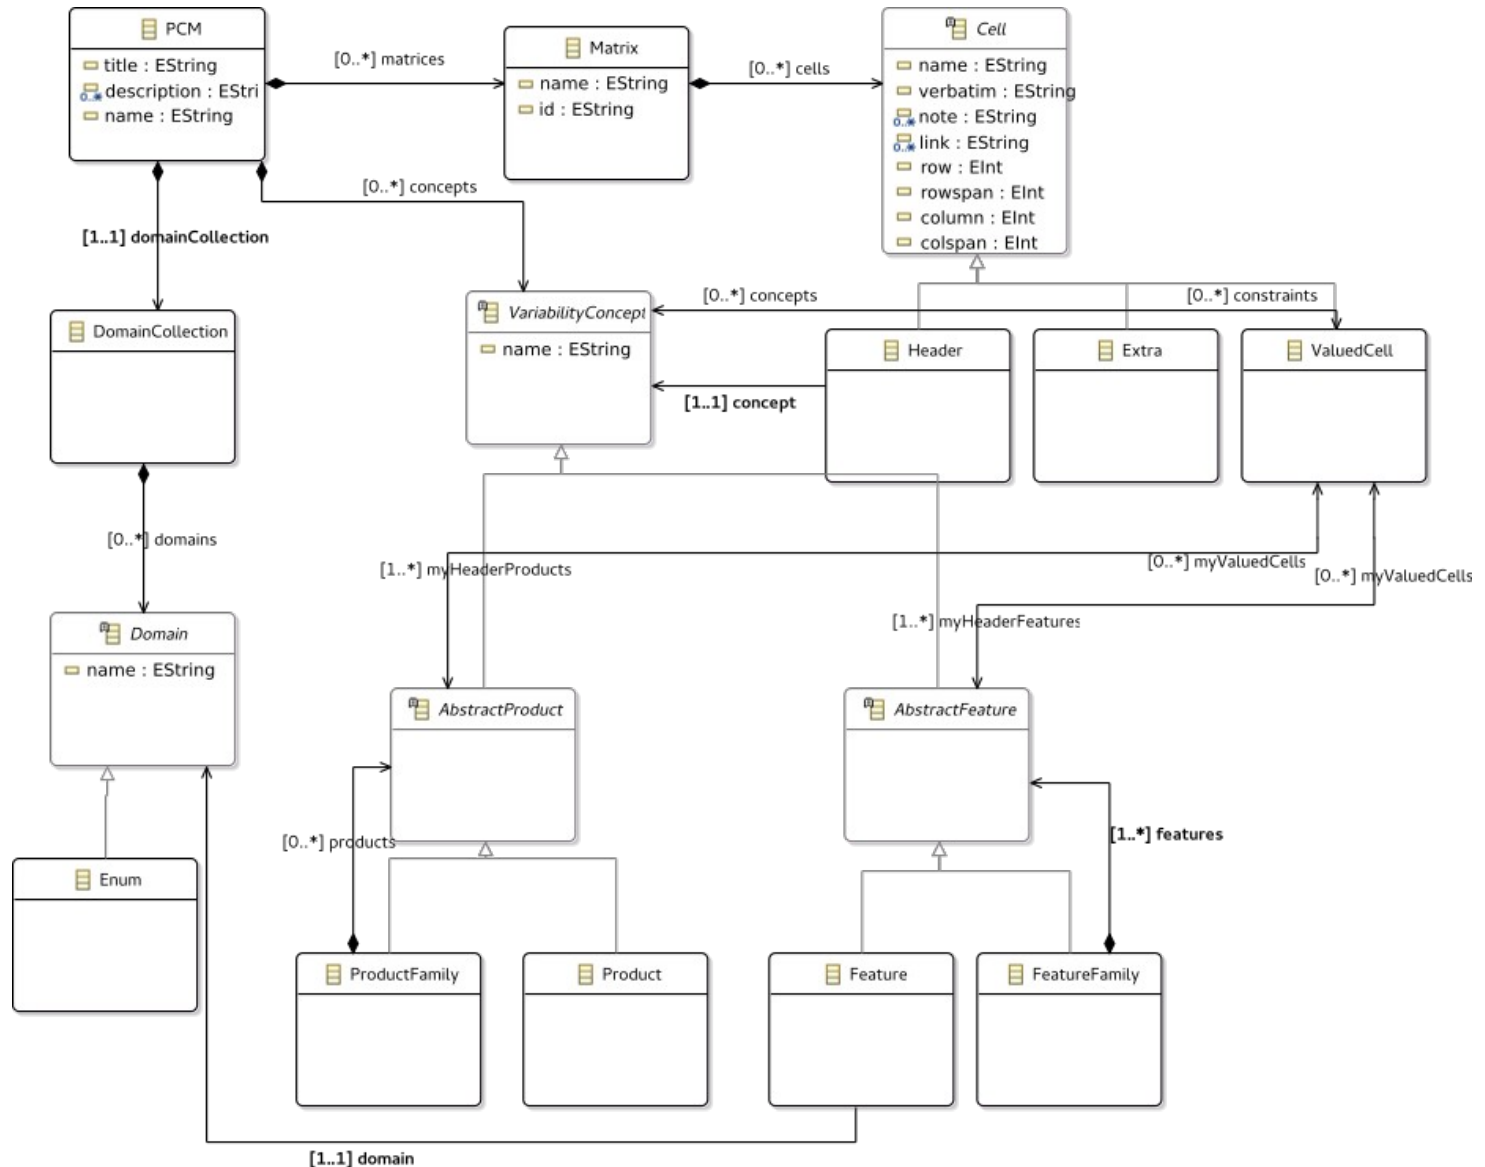 PCM
title : EString
0..* description : EStri
name : EString
[0..*] matrices
Matrix
name : EString
id : EString
[0..*] cells
Cell
name : EString
verbatim : EString
0..* note : EString
0..* link : EString
row : EInt
rowspan : EInt
column : EInt
colspan : EInt
[0..*] concepts
[1..1] domainCollection
DomainCollection
VariabilityConcept
name : EString
[0..*] concepts
[0..*] constraints
Header
Extra
ValuedCell
[1..1] concept
[0..*] domains
[1..*] myHeaderProducts
[0..*] myValuedCells
[0..*] myValuedCells
[1..*] myHeaderFeatures
Domain
name : EString
AbstractProduct
AbstractFeature
[0..*] products
[1..*] features
Enum
ProductFamily
Product
Feature
FeatureFamily
[1..1] domain